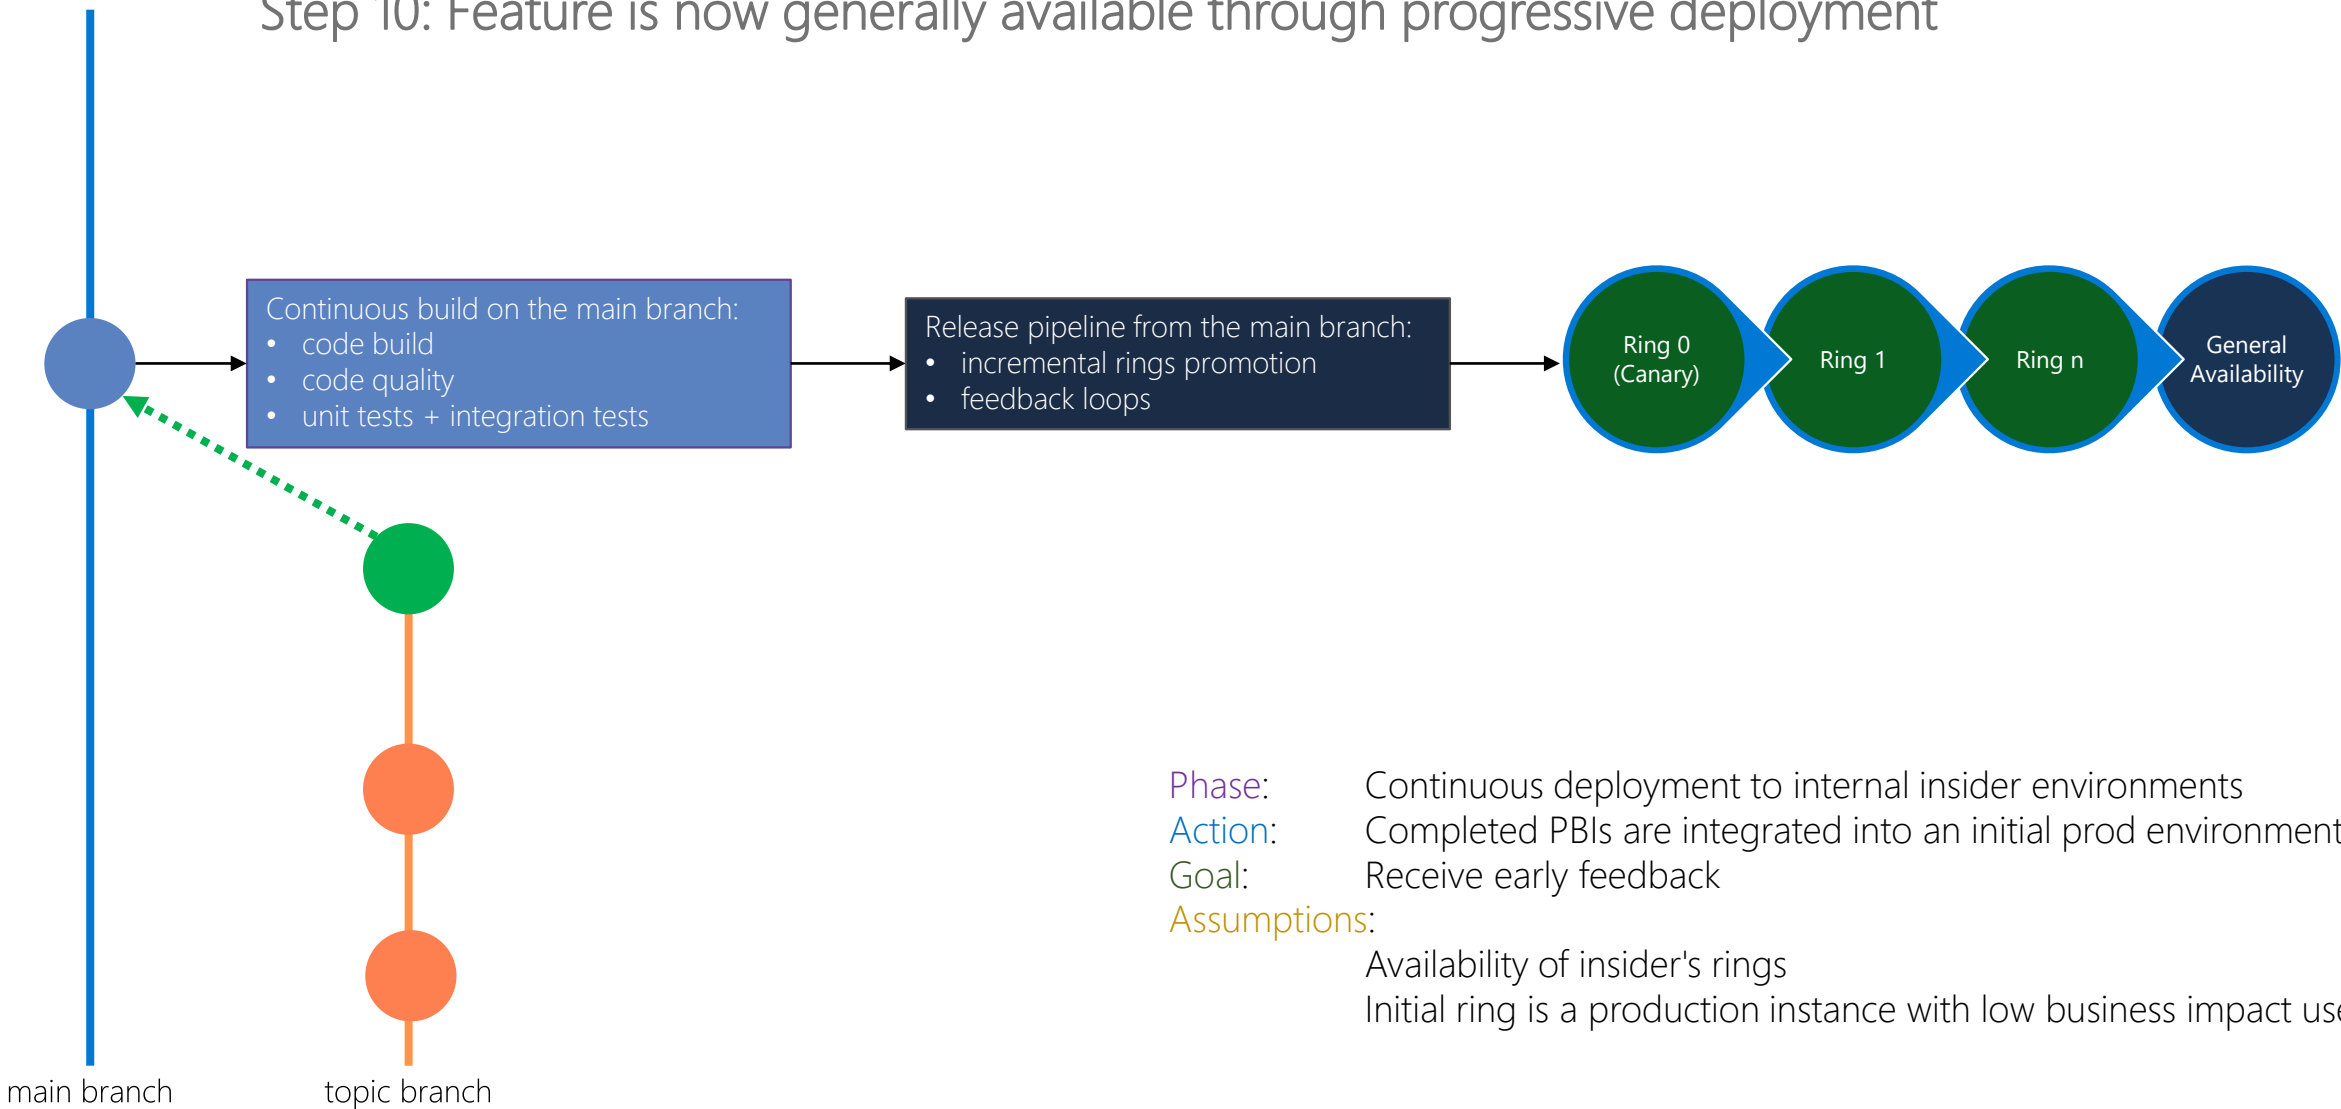 Step 10: Feature is now generally available through progressive deployment
Continuous build on the main branch:
• code build
• code quality
• unit tests + integration tests
Release pipeline from the main branch:
• incremental rings promotion
• feedback loops
Ring 0
(Canary)
Ring 1
Ring n
General
Availability
Phase: Continuous deployment to internal insider environments
Action: Completed PBIs are integrated into an initial prod environment
Goal: Receive early feedback
Assumptions:
Availability of insider's rings
Initial ring is a production instance with low business impact
main branch
topic branch